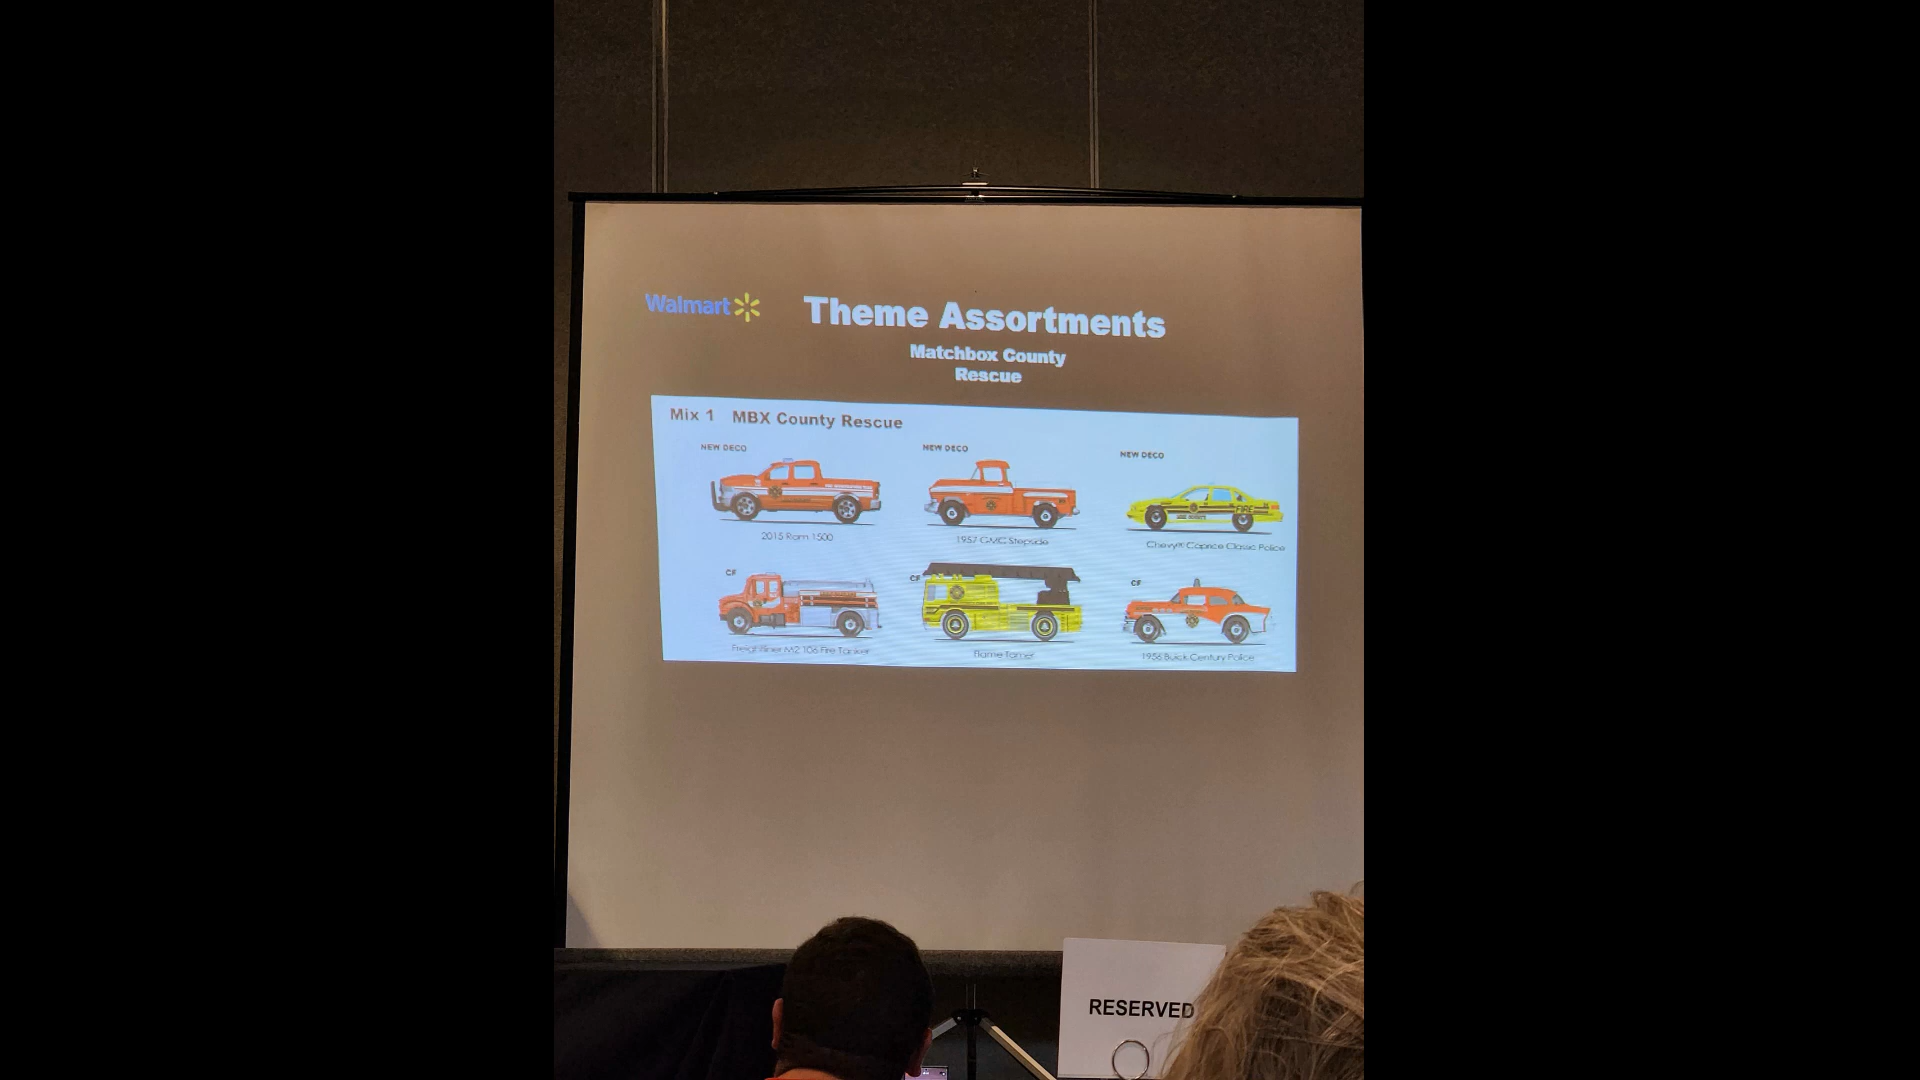 Walmart
Theme Assortments
Matchbox County
Rescue
Mix 1 MBX County Rescue
NEW DECO
NEW DECO
NEW DECO
FIRE
2015 Ram 1500
1957 GMC Stepside
Chevy® Caprice Classic Police
CF
CF
CF
Freightliner M2 106 Fire Tanker
Flame Tamer
1956 Buick Century Police
RESERVED